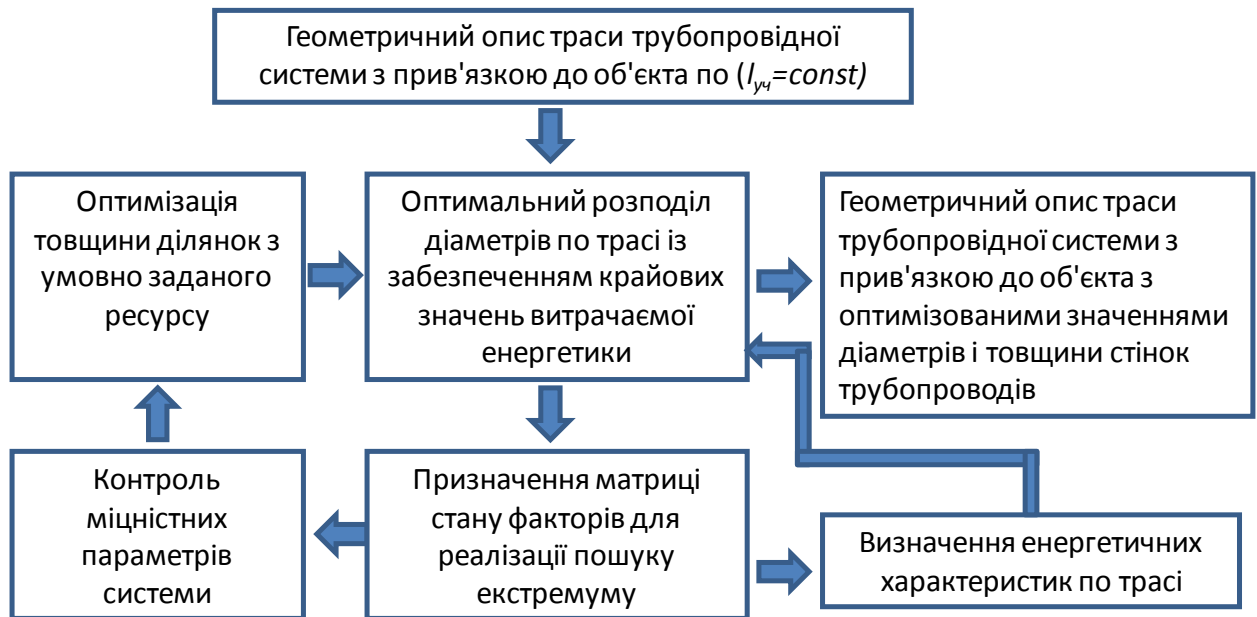 Геометричний опис траси трубопровідної
системи з прив'язкою до об'єкта по (lуч=const)
Оптимізація
товщини ділянок з
умовно заданого
ресурсу
Оптимальний розподіл
діаметрів по трасі із
забезпеченням крайових
значень витрачаємої
енергетики
Геометричний опис траси
трубопровідної системи з
прив'язкою до об'єкта з
оптимізованими значеннями
діаметрів і товщини стінок
трубопроводів
Контроль
міцністних
параметрів
системи
Призначення матриці
стану факторів для
реалізації пошуку
екстремуму
Визначення енергетичних
характеристик по трасі